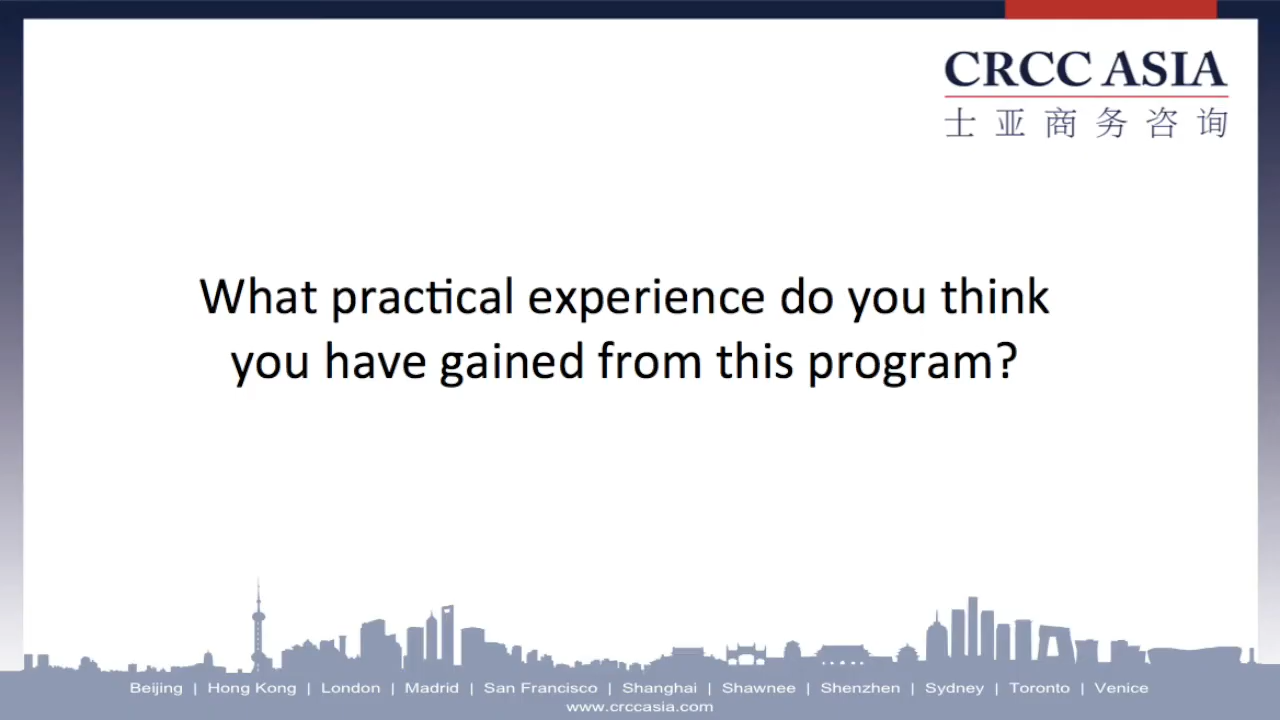 CRCC ASIA
士亚商务咨询
What practical experience do you think
you have gained from this program?
Beijing | Hong Kong | London | Madrid | San Francisco | Shanghai | Shawnee | Shenzhen | Sydney | Toronto | Venice
www.crccasia.com